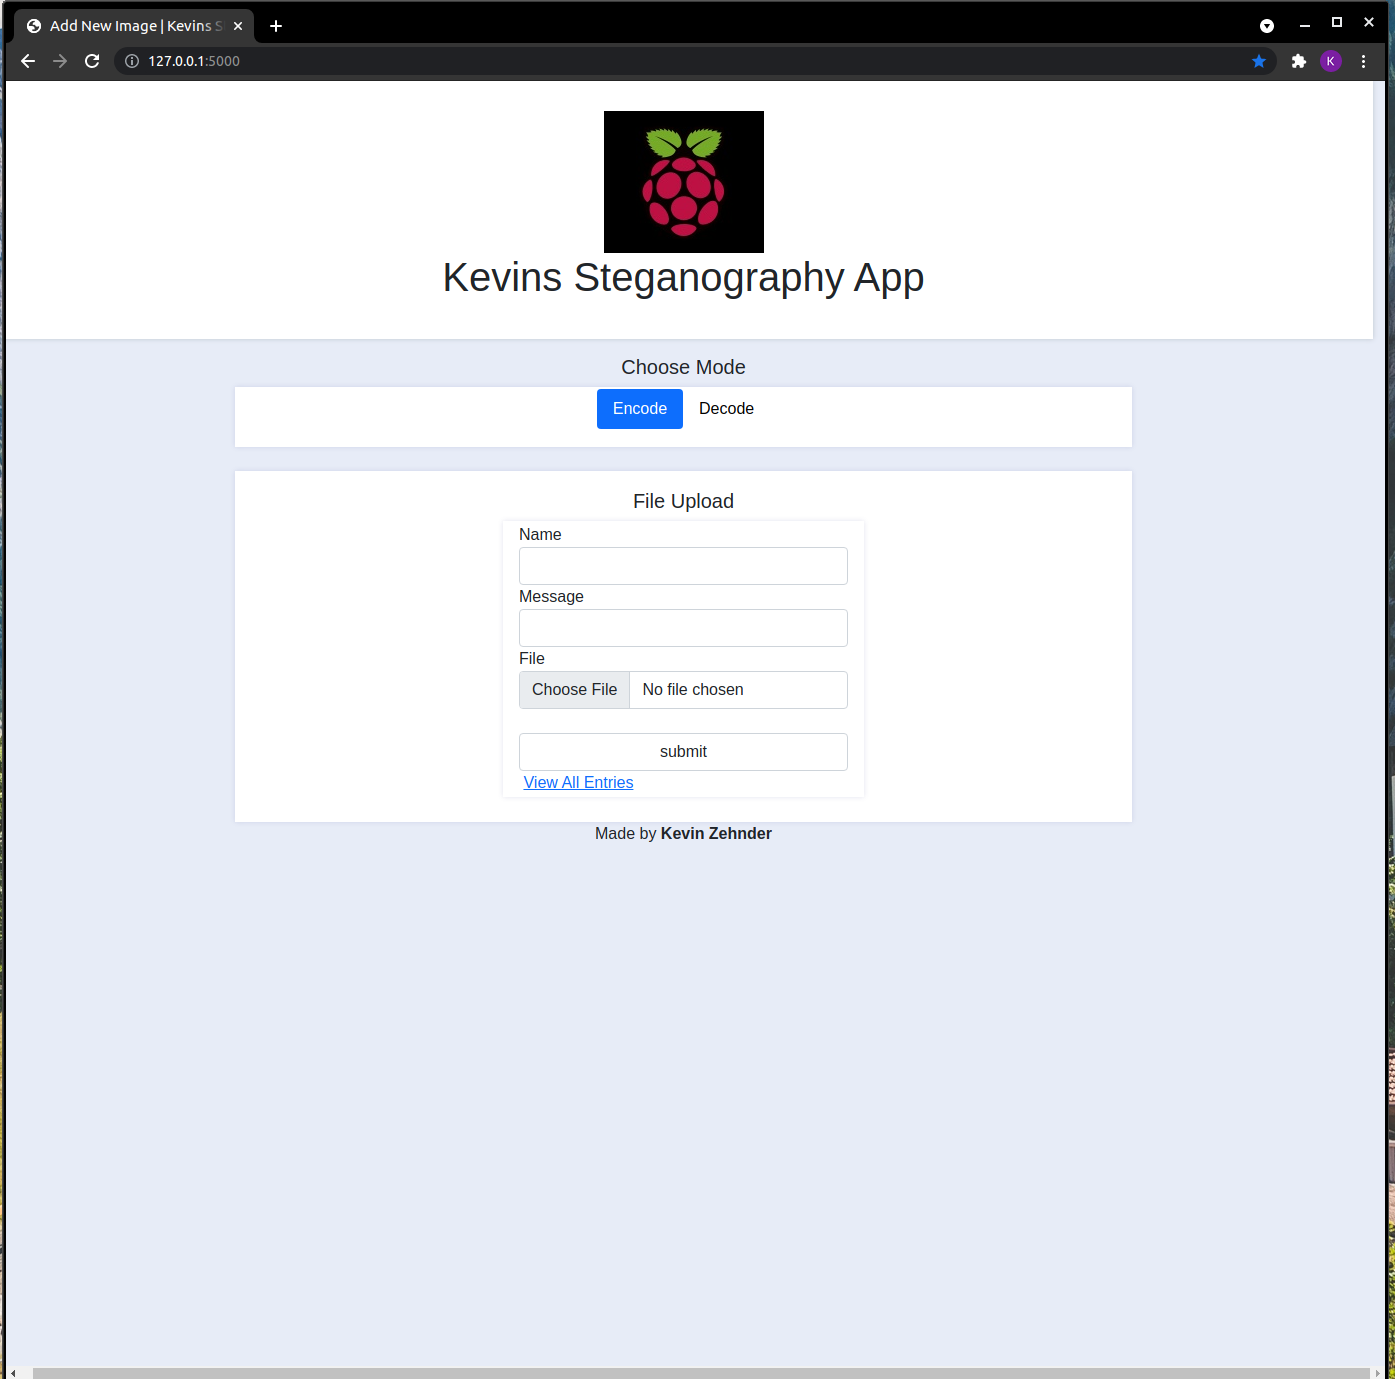 Add New Image | Kevins S
127.0.0.1:5000
K
Kevins Steganography App
Choose Mode
Encode Decode
File Upload
Name
Message
File
Choose File No file chosen
submit
View All Entries
Made by Kevin Zehnder